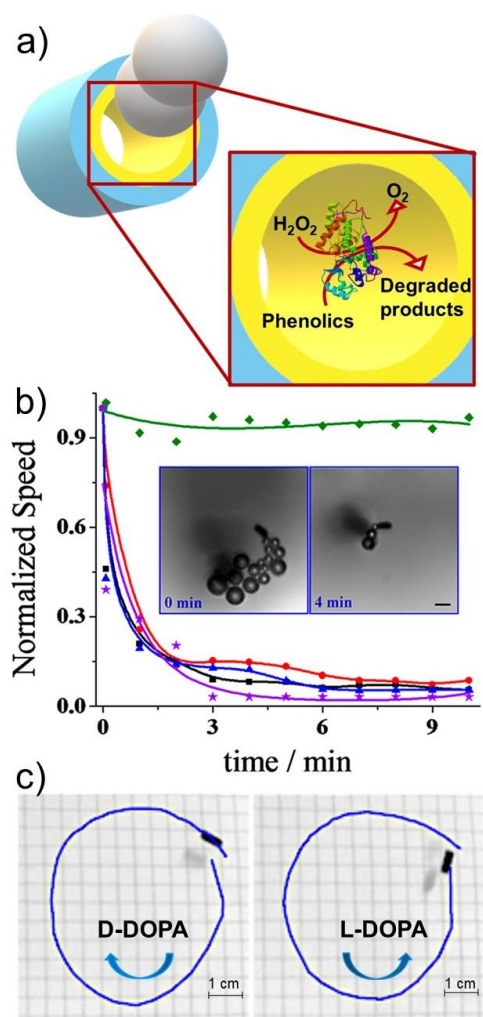 a)
O2
H2O2
Degraded
products
Phenolics
b)
0.9
0.6
0.3
0.0
Normalized Speed
0 min
4 min
0
3
6
9
time / min
c)
D-DOPA
L-DOPA
1 cm
1 cm